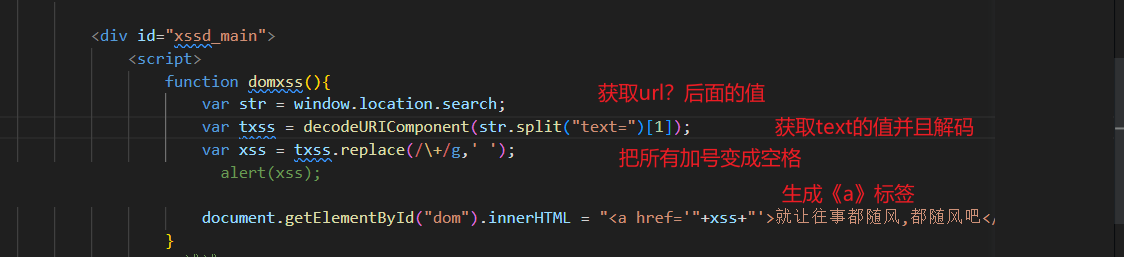 <div id="xssd_main">
<script>
function domxss(){
var str = window.location.search; 获取url? 后面的值
var txss = decodeURIComponent(str.split("text=")[1]); 获取text的值并且解码
var xss = txss.replace(/\+/g,' '); 把所有加号变成空格
alert(xss);
生成《a》标签
document.getElementById("dom").innerHTML = "<a href='"+xss+"'>就让往事都随风,都随风吧</
}